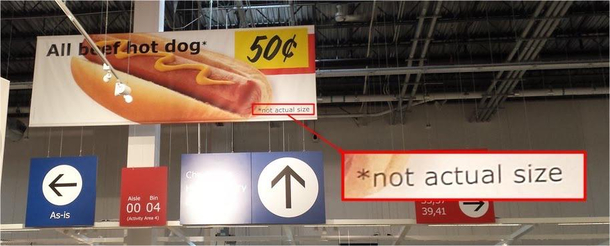 All beef hot dog*
50¢
*not actual size
*not actual size
As-is
Aisle Bin
00 04
(Activity Area 4)
39,41